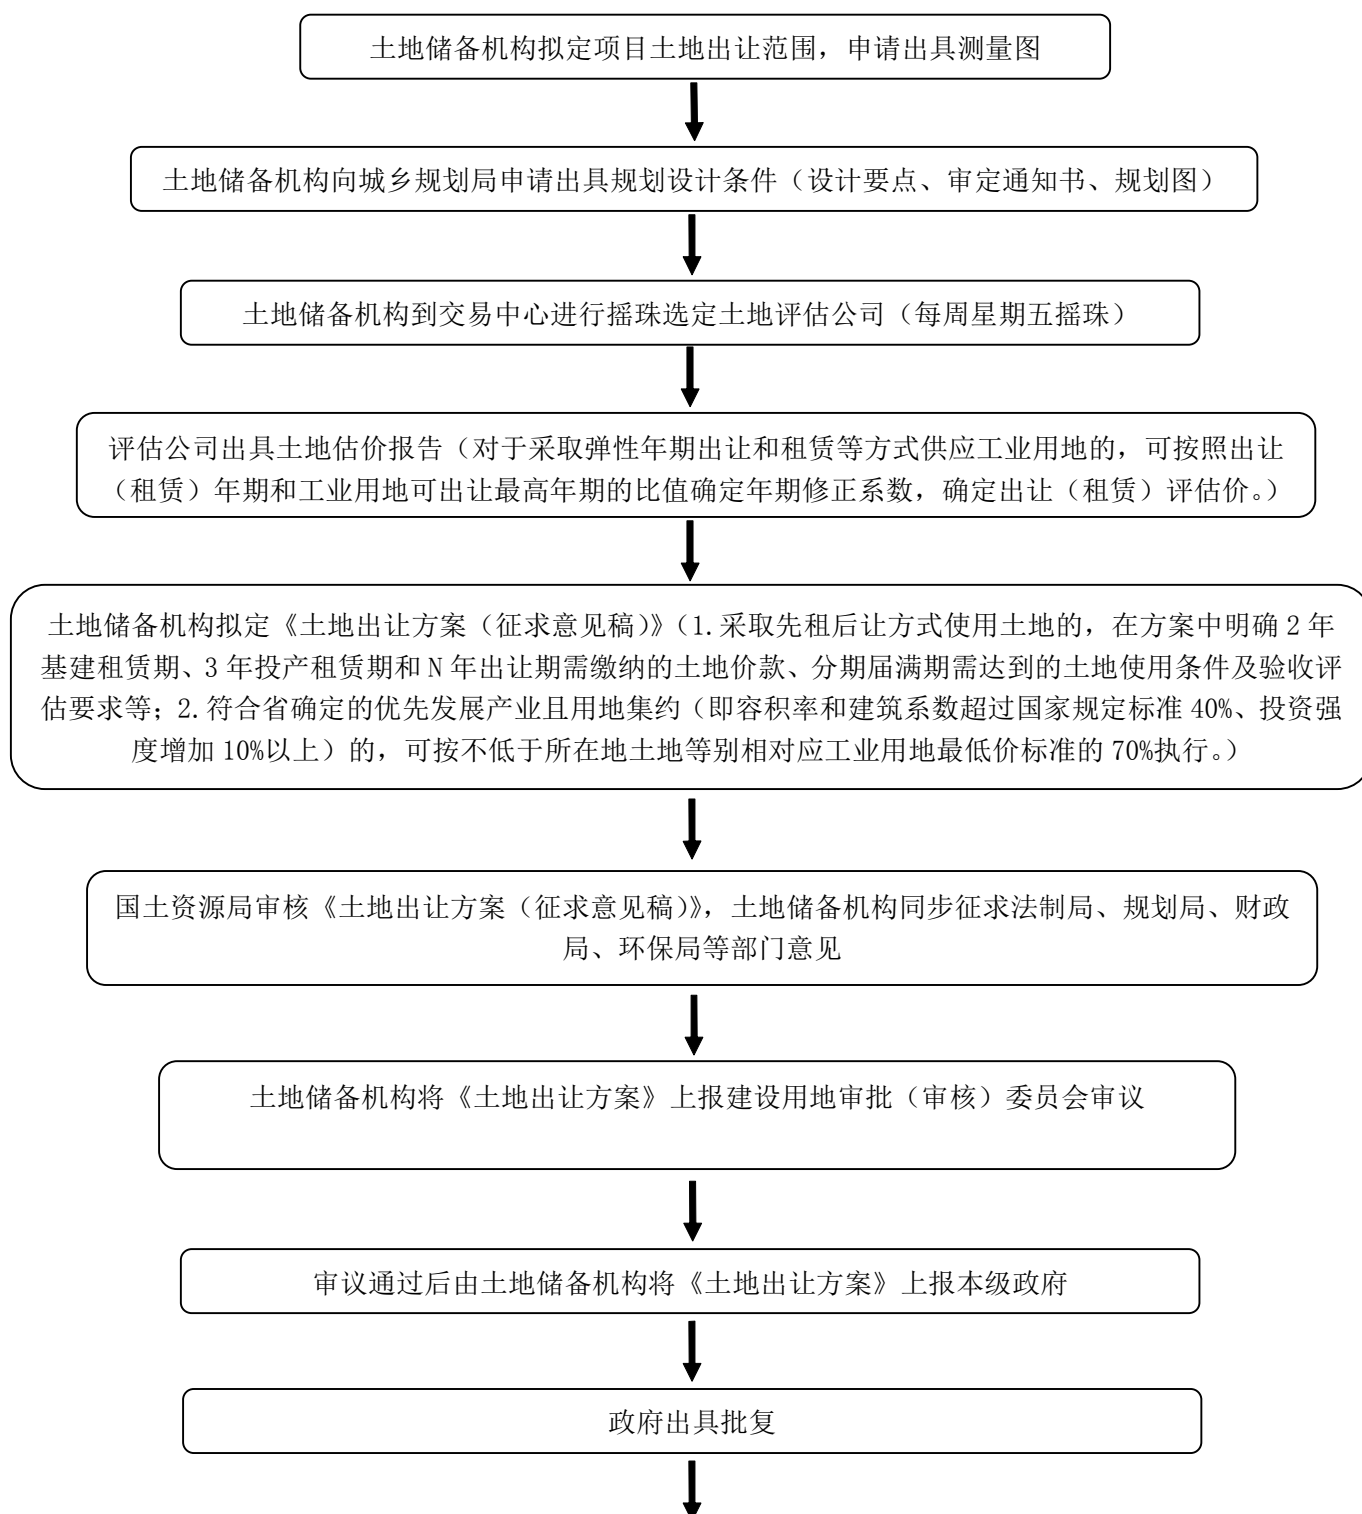 土地储备机构拟定项目土地出让范围，申请出具测量图
土地储备机构向城乡规划局申请出具规划设计条件（设计要点、审定通知书、规划图）
土地储备机构到交易中心进行摇珠选定土地评估公司（每周星期五摇珠）
评估公司出具土地估价报告（对于采取弹性年期出让和租赁等方式供应工业用地的，可按照出让
（租赁）年期和工业用地可出让最高年期的比值确定年期修正系数，确定出让（租赁）评估价。）
土地储备机构拟定《土地出让方案（征求意见稿）》（1.采取先租后让方式使用土地的，在方案中明确 2 年
基建租赁期、3 年投产租赁期和 N 年出让期需缴纳的土地价款、分期届满期需达到的土地使用条件及验收评
估要求等；2.符合省确定的优先发展产业且用地集约（即容积率和建筑系数超过国家规定标准 40%、投资强
度增加 10%以上）的，可按不低于所在地土地等别相对应工业用地最低价标准的 70%执行。）
国土资源局审核《土地出让方案（征求意见稿）》，土地储备机构同步征求法制局、规划局、财政
局、环保局等部门意见
土地储备机构将《土地出让方案》上报建设用地审批（审核）委员会审议
审议通过后由土地储备机构将《土地出让方案》上报本级政府
政府出具批复